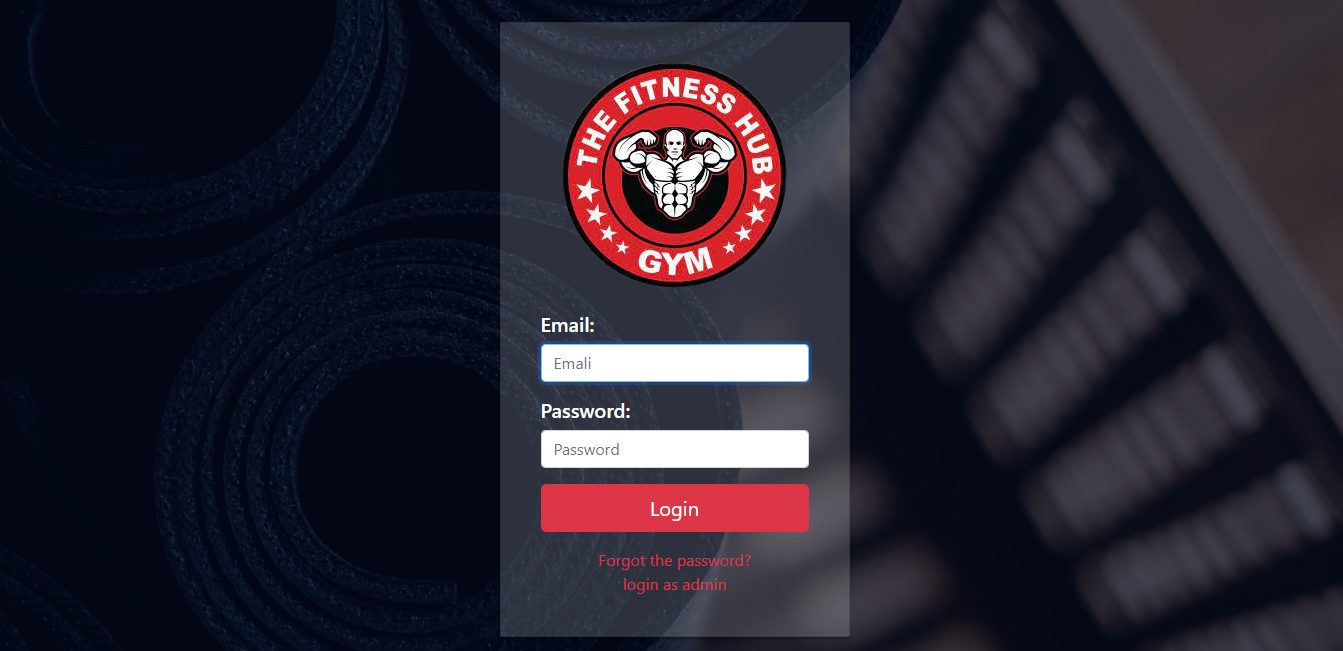 THE FITNESS HUB
GYM
Email:
Emali
Password:
Password
Login
Forgot the password?
login as admin